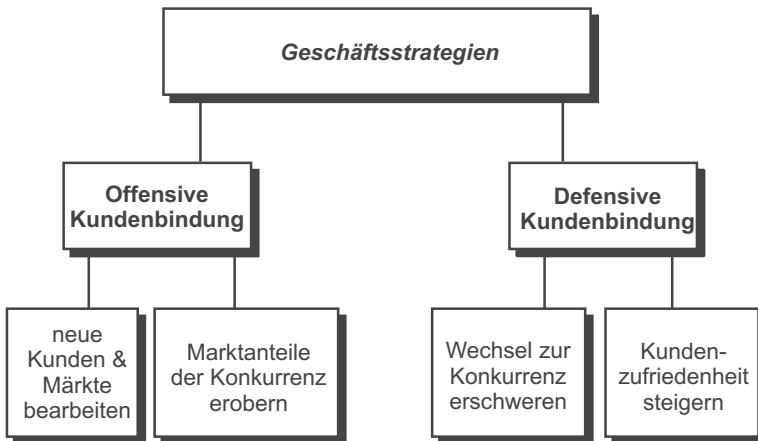 Geschäftsstrategien
Offensive
Kundenbindung
Defensive
Kundenbindung
neue
Kunden &
Märkte
bearbeiten
Marktanteile
der Konkurrenz
erobern
Wechsel zur
Konkurrenz
erschweren
Kunden-
zufriedenheit
steigern